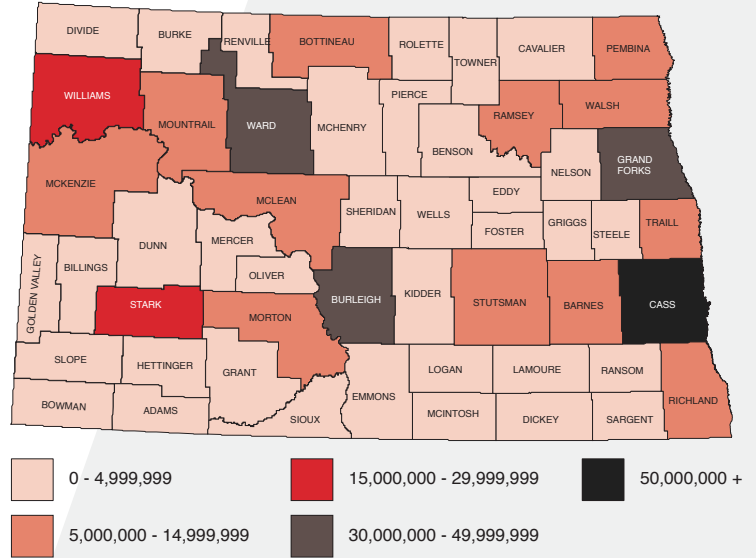 DIVIDE
BURKE
RENVILLE
BOTTINEAU
ROLETTE
TOWNER
CAVALIER
PEMBINA
WILLIAMS
MOUNTRAIL
WARD
MCHENRY
PIERCE
BENSON
RAMSEY
WALSH
NELSON
GRAND
FORKS
MCKENZIE
DUNN
MCLEAN
MERCER
OLIVER
SHERIDAN
WELLS
EDDY
FOSTER
GRIGGS
STEELE
TRAILL
GOLDEN VALLEY
BILLINGS
STARK
MORTON
BURLEIGH
KIDDER
STUTSMAN
BARNES
CASS
SLOPE
HETTINGER
GRANT
BOWMAN
ADAMS
SIOUX
EMMONS
LOGAN
LAMOURE
RANSOM
RICHLAND
MCINTOSH
DICKEY
SARGENT
0 - 4,999,999
15,000,000 - 29,999,999
50,000,000 +
5,000,000 - 14,999,999
30,000,000 - 49,999,999